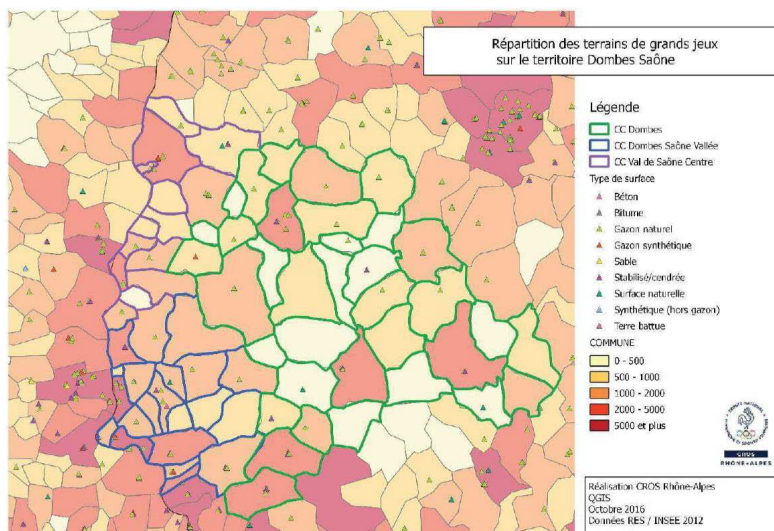 Répartition des terrains de grands jeux
sur le territoire Dombes Saône
Légende
CC Dombes
CC Dombes Saône Vallée
CC Val de Saône Centre
Type de surface
Béton
Bitume
Gazon naturel
Gazon synthétique
Sable
Stabilisé/cendrée
Surface naturelle
Synthétique (hors gazon)
Terre battue
COMMUNE
0 - 500
500 - 1000
1000 - 2000
2000 - 5000
5000 et plus
CROS
RHÔNE-ALPES
Réalisation CROS Rhône-Alpes
QGIS
Octobre 2016
Données RES / INSEE 2012